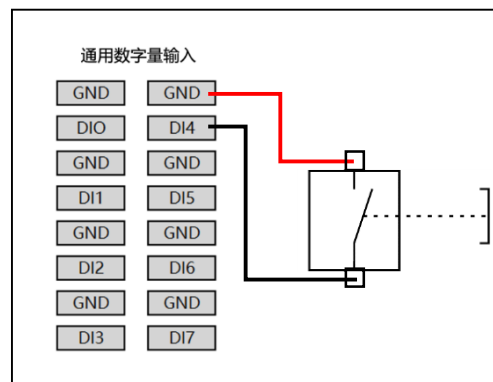 通用数字量输入
GND GND
DIO DI4
GND GND
DI1 DI5
GND GND
DI2 DI6
GND GND
DI3 DI7